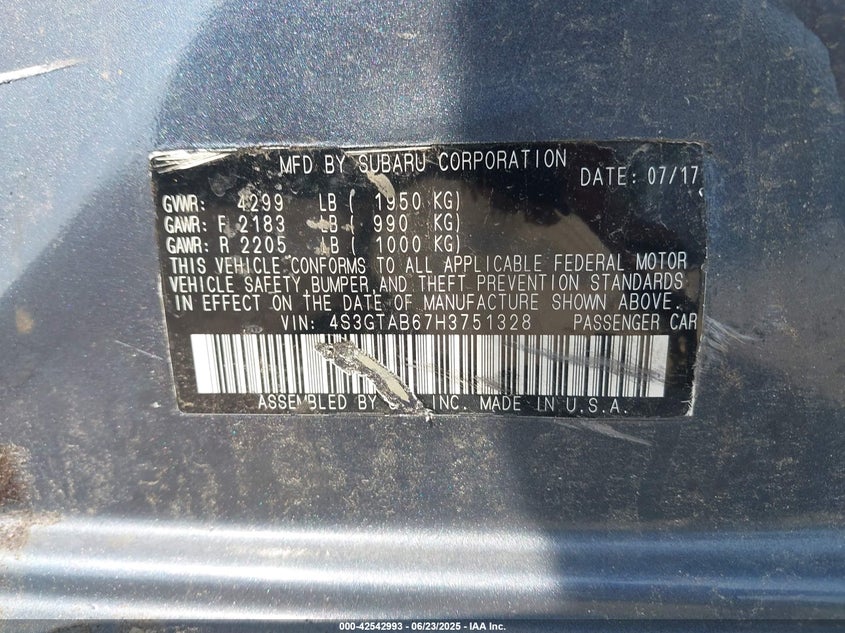 MFD BY SUBARU CORPORATION
DATE: 07/17
GVWR: 4299 LB ( 1950 KG)
GAWR: F 2183 LB ( 990 KG)
GAWR: R 2205 LB ( 1000 KG)
THIS VEHICLE CONFORMS TO ALL APPLICABLE FEDERAL MOTOR
VEHICLE SAFETY, BUMPER, AND THEFT PREVENTION STANDARDS
IN EFFECT ON THE DATE OF MANUFACTURE SHOWN ABOVE.
VIN: 4S3GTAB67H3751328 PASSENGER CAR
ASSEMBLED BY INC. MADE IN U.S.A.
000-42542993 - 06/23/2025 - IAA Inc.